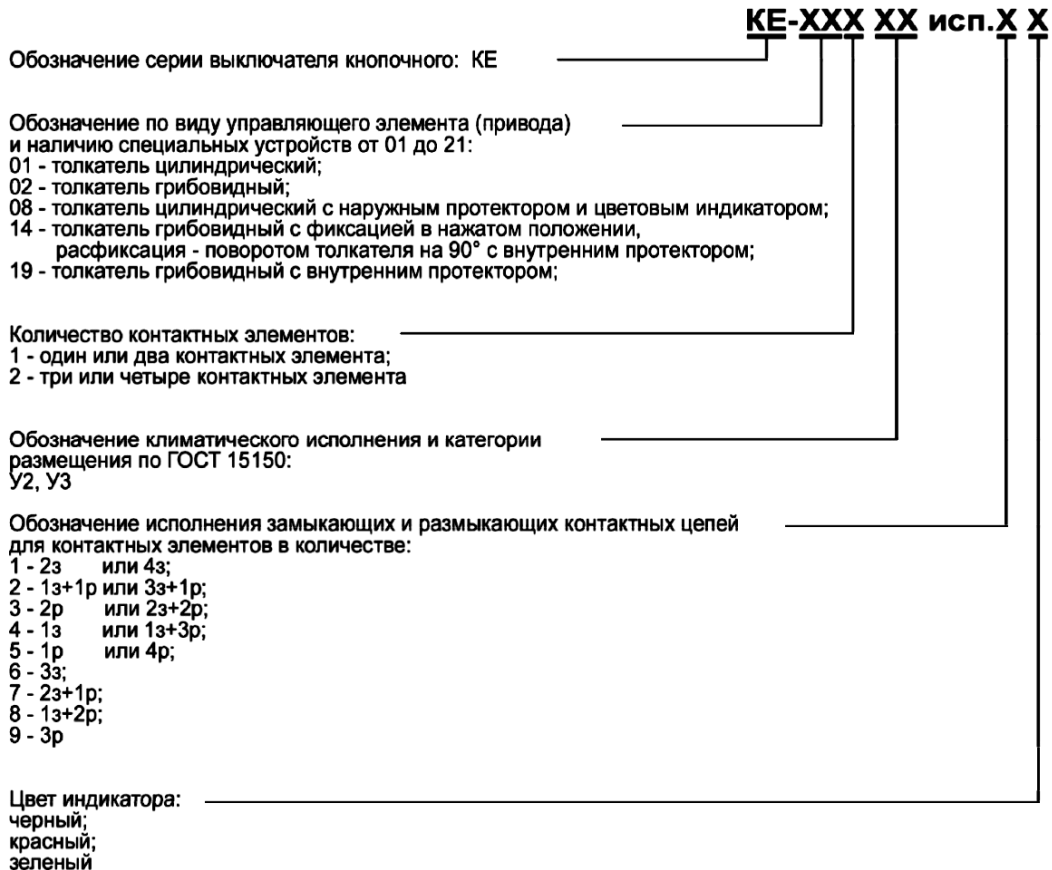 КЕ-ХХХ ХХ исп.Х Х
Обозначение серии выключателя кнопочного: КЕ
Обозначение по виду управляющего элемента (привода)
и наличию специальных устройств от 01 до 21:
01 - толкатель цилиндрический;
02 - толкатель грибовидный;
08 - толкатель цилиндрический с наружным протектором и цветовым индикатором;
14 - толкатель грибовидный с фиксацией в нажатом положении,
расфиксация - поворотом толкателя на 90° с внутренним протектором;
19 - толкатель грибовидный с внутренним протектором;
Количество контактных элементов:
1 - один или два контактных элемента;
2 - три или четыре контактных элемента
Обозначение климатического исполнения и категории
размещения по ГОСТ 15150:
У2, У3
Обозначение исполнения замыкающих и размыкающих контактных цепей
для контактных элементов в количестве:
1 - 2з или 4з;
2 - 1з+1р или 3з+1р;
3 - 2р или 2з+2р;
4 - 1з или 1з+3р;
5 - 1р или 4р;
6 - 3з;
7 - 2з+1р;
8 - 1з+2р;
9 - 3р
Цвет индикатора:
черный;
красный;
зеленый